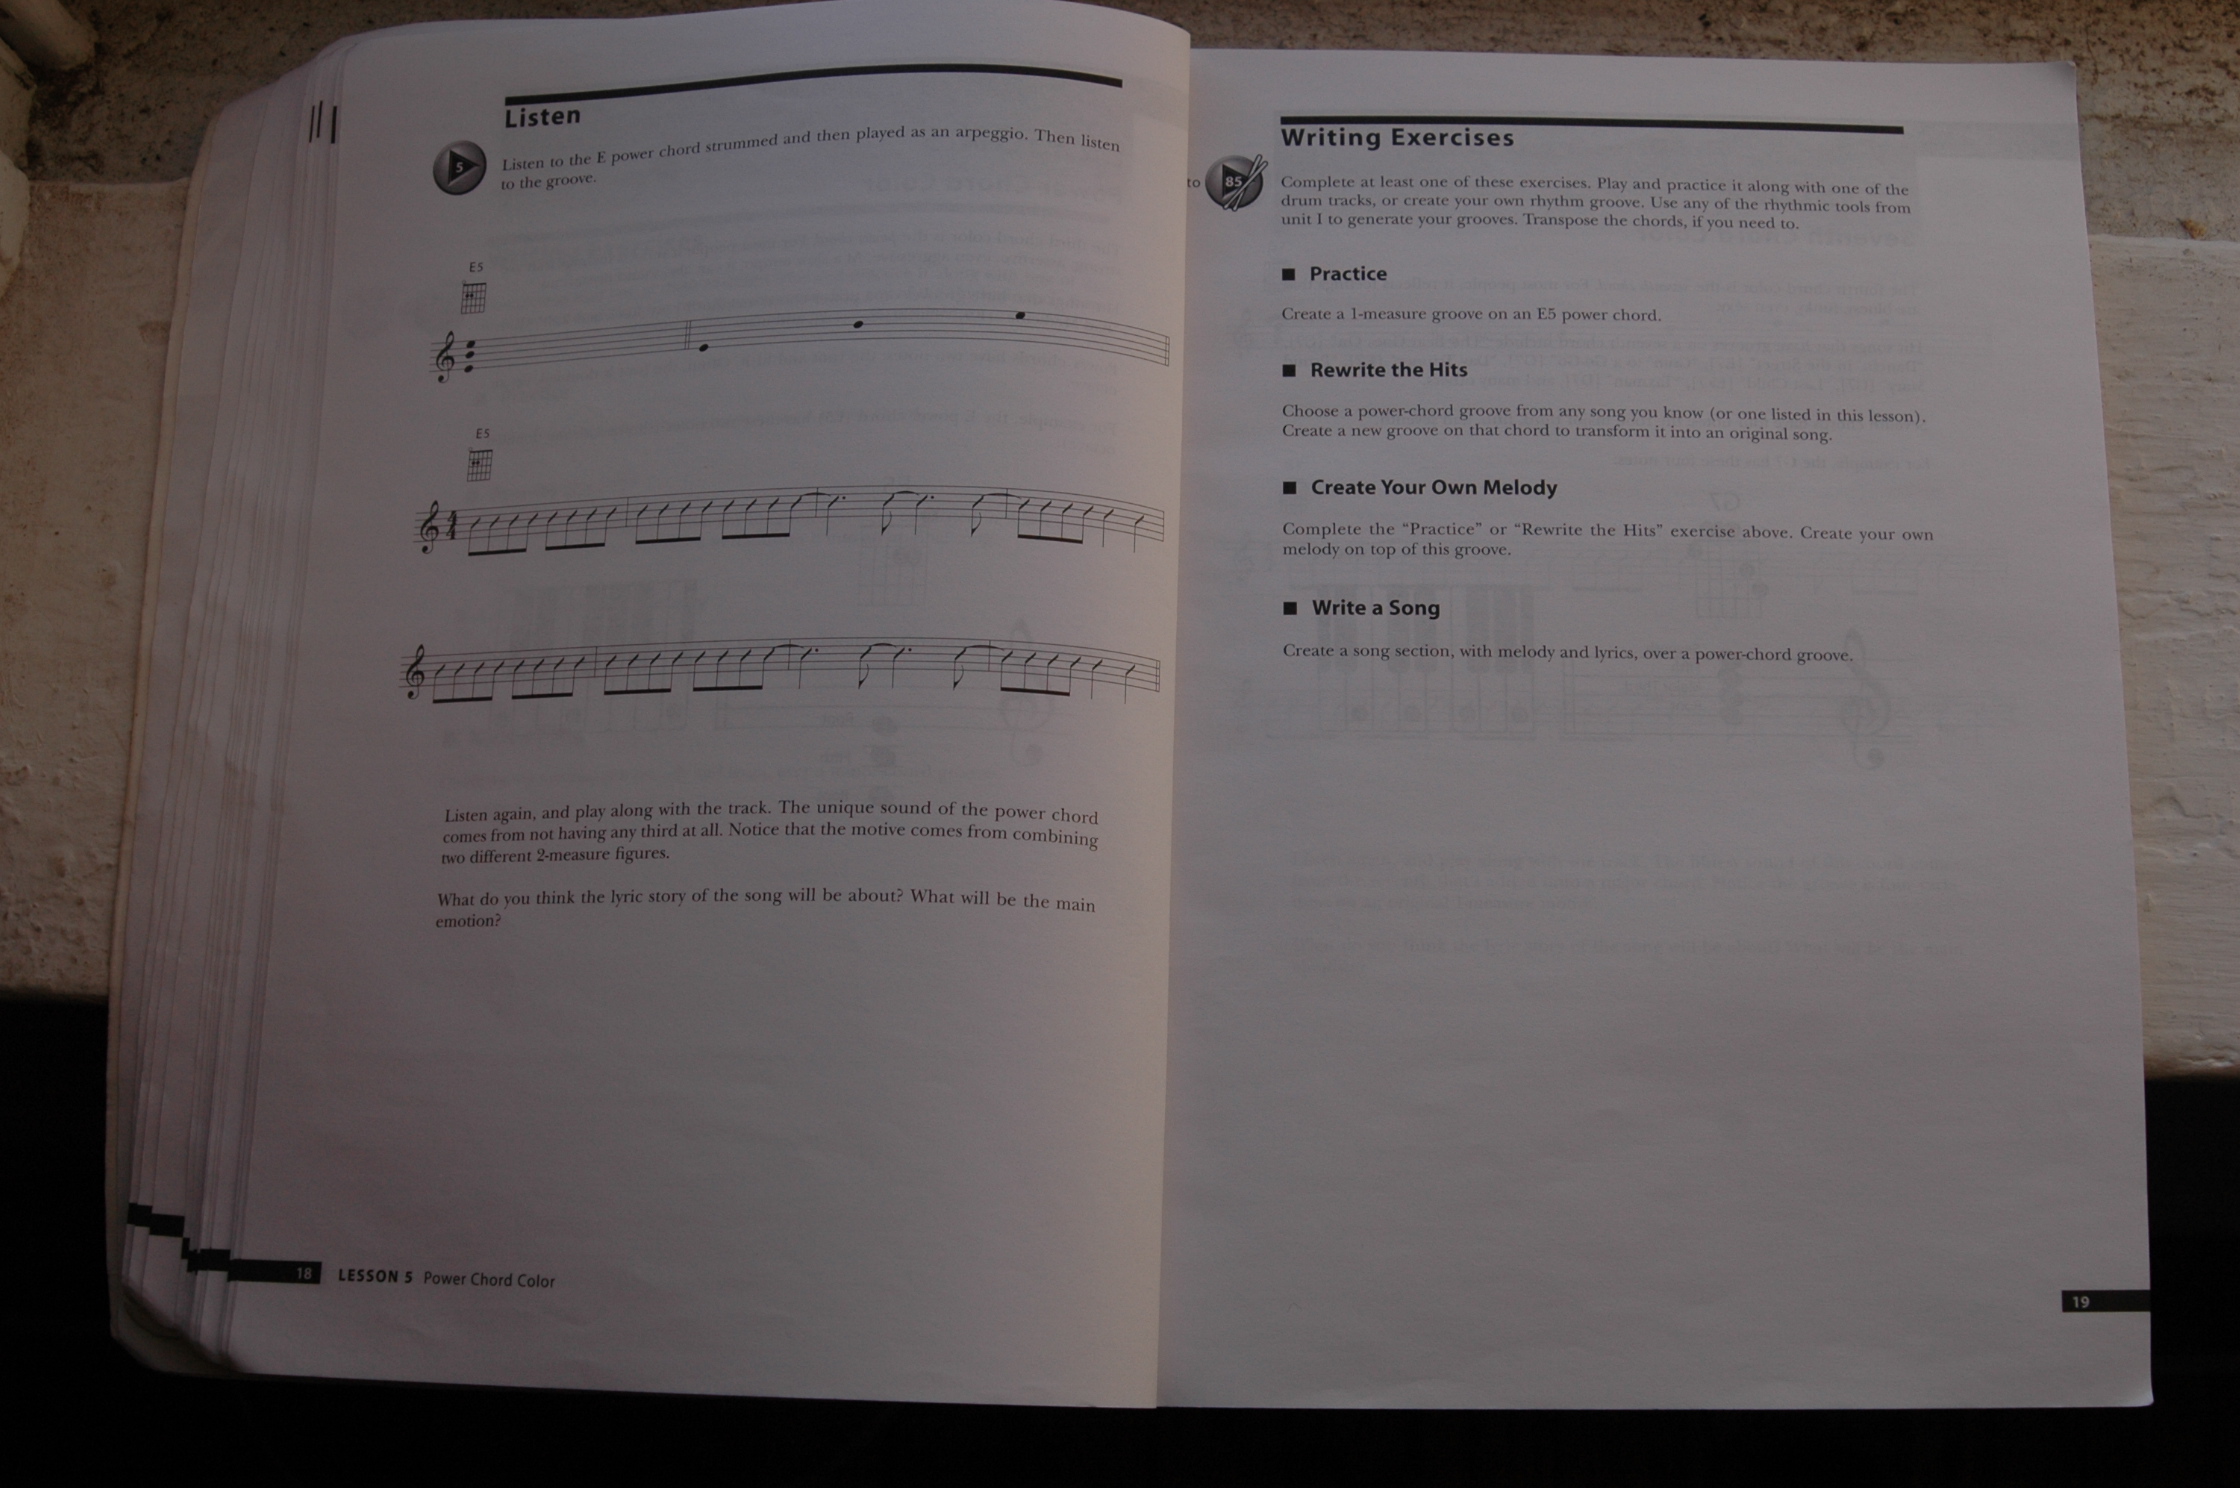 Listen
5
Listen to the E power chord strummed and then played as an arpeggio. Then listen
to the groove.
E5
E5
4
4
Listen again, and play along with the track. The unique sound of the power chord
comes from not having any third at all. Notice that the motive comes from combining
two different 2-measure figures.
What do you think the lyric story of the song will be about? What will be the main
emotion?
18 LESSON 5 Power Chord Color
Writing Exercises
to 85
Complete at least one of these exercises. Play and practice it along with one of the
drum tracks, or create your own rhythm groove. Use any of the rhythmic tools from
unit I to generate your grooves. Transpose the chords, if you need to.
■ Practice
Create a 1-measure groove on an E5 power chord.
■ Rewrite the Hits
Choose a power-chord groove from any song you know (or one listed in this lesson).
Create a new groove on that chord to transform it into an original song.
■ Create Your Own Melody
Complete the “Practice” or “Rewrite the Hits” exercise above. Create your own
melody on top of this groove.
■ Write a Song
Create a song section, with melody and lyrics, over a power-chord groove.
19